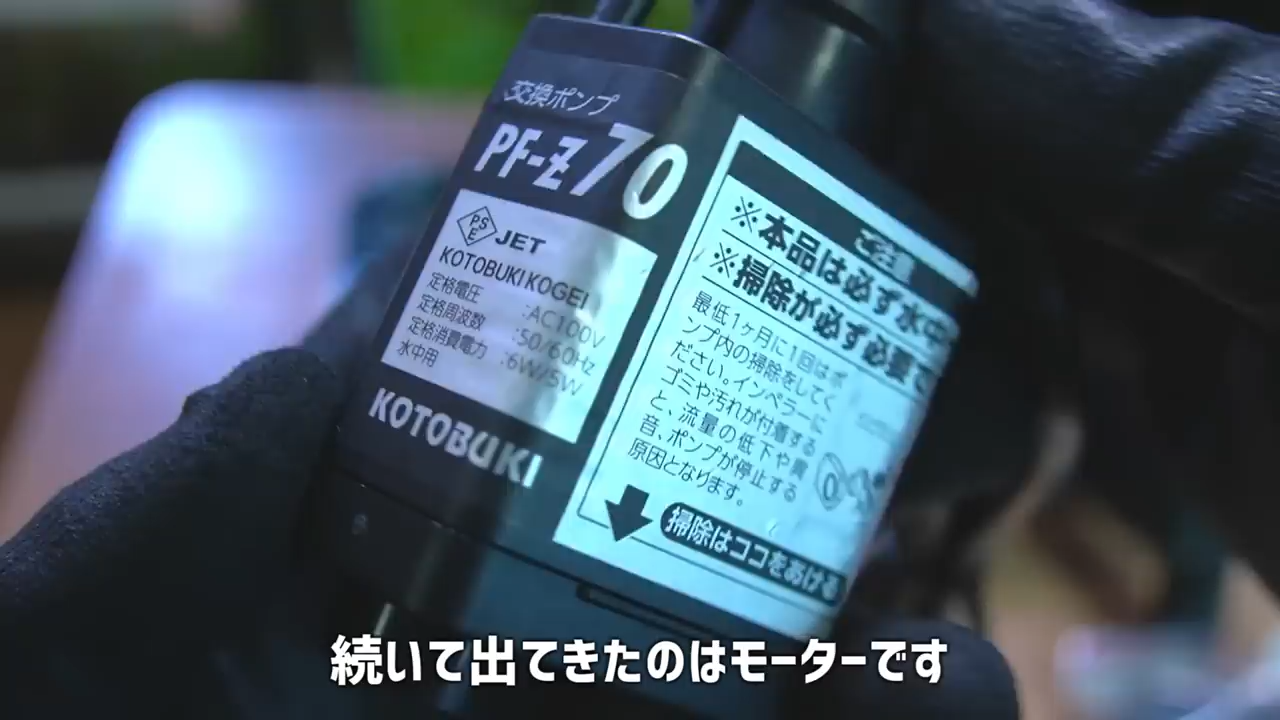 交換ポンプ
PF-Z70
PSE JET
KOTOBUKI KOGEI
定格電圧 :AC100V
定格周波数 :50/60Hz
定格消費電力 :6W/5W
水中用
KOTOBUKI
ご注意
※本品は必ず水中
※掃除が必ず必要で
最低1ヶ月に1回はポ
ンプ内の掃除をしてく
ださい。インペラーに
ゴミや汚れが付着する
と、流量の低下や異
音、ポンプが停止する
原因となります。
掃除はココをあける
続いて出てきたのはモーターです